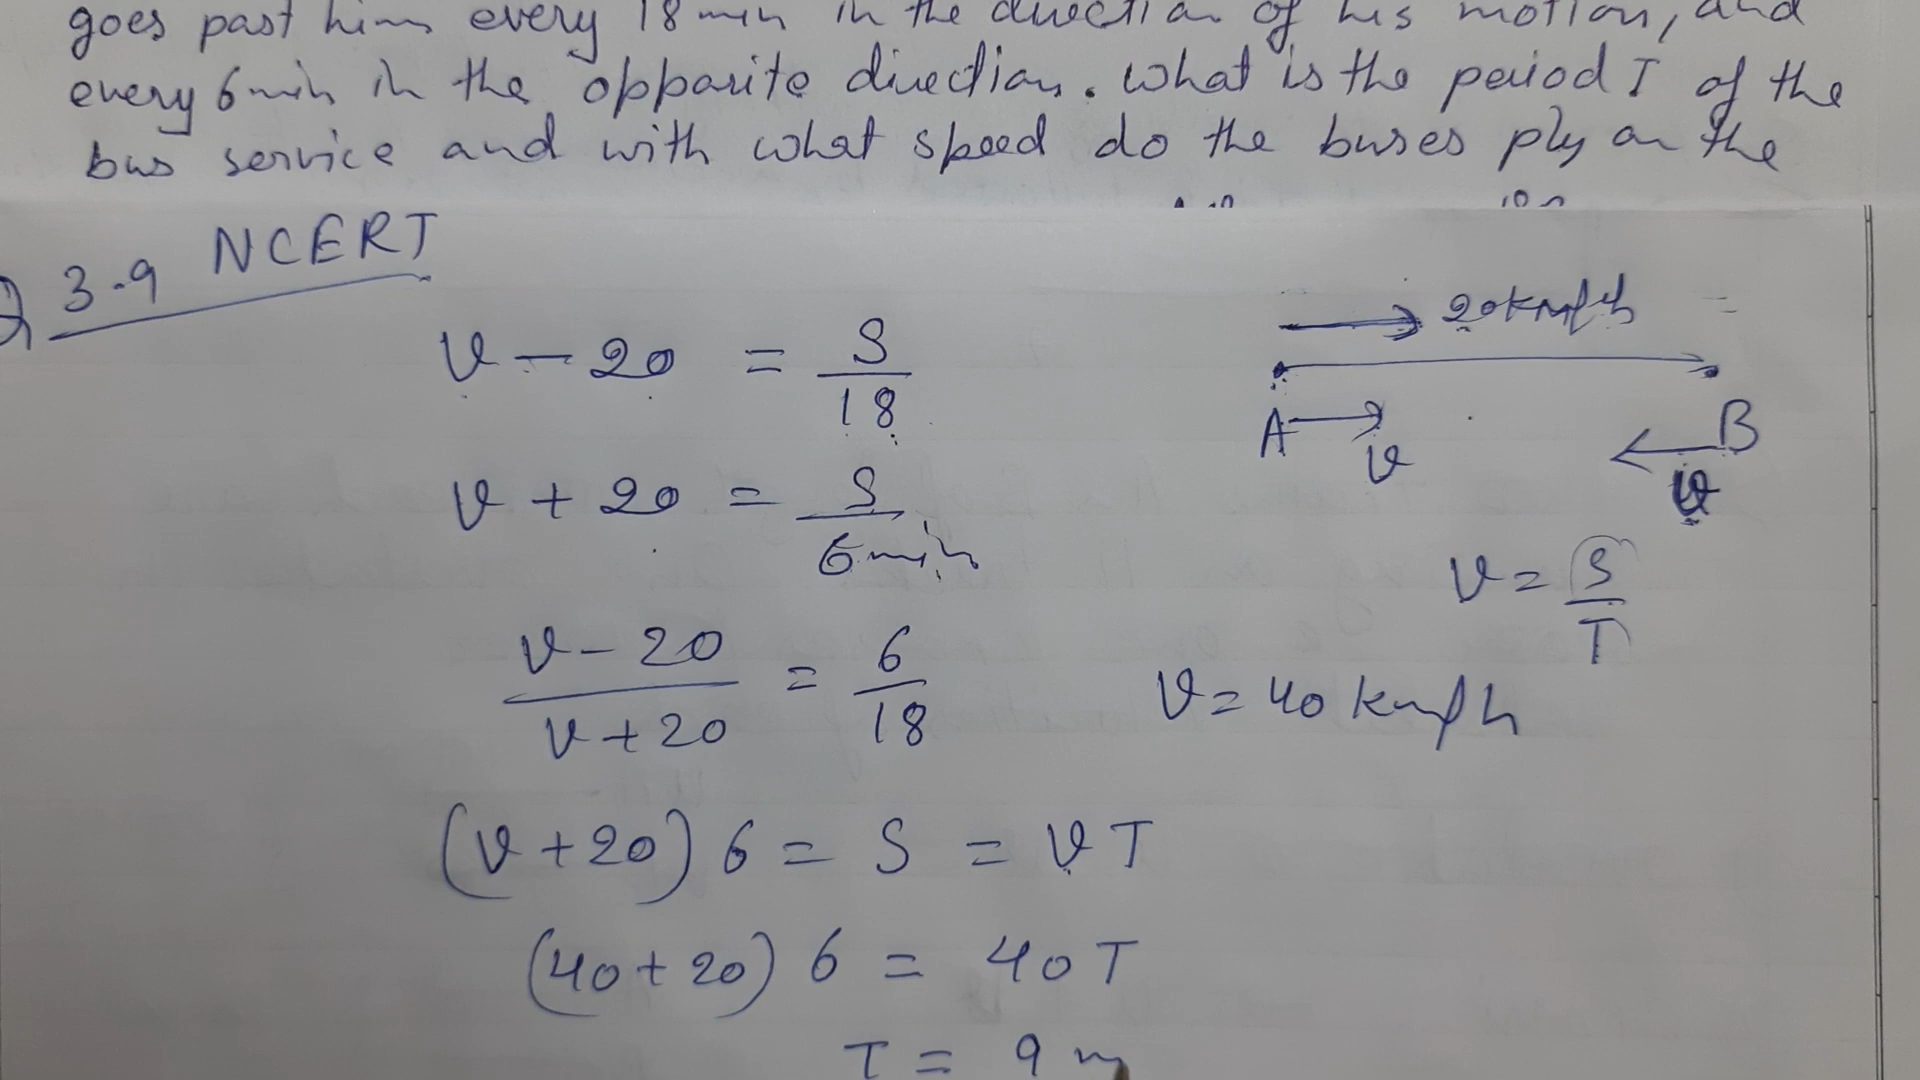 goes past him every 18 min in the direction of his motion, and
every 6 min in the opposite direction. What is the period T of the
bus service and with what speed do the buses ply on the
Q 3.9 NCERT
20 kmph
v - 20 = S/18
A v
B v
v + 20 = S/6 min
v = S/T
(v - 20)/(v + 20) = 6/18
v = 40 kmph
(v + 20) 6 = S = v T
(40 + 20) 6 = 40 T
T = 9 m